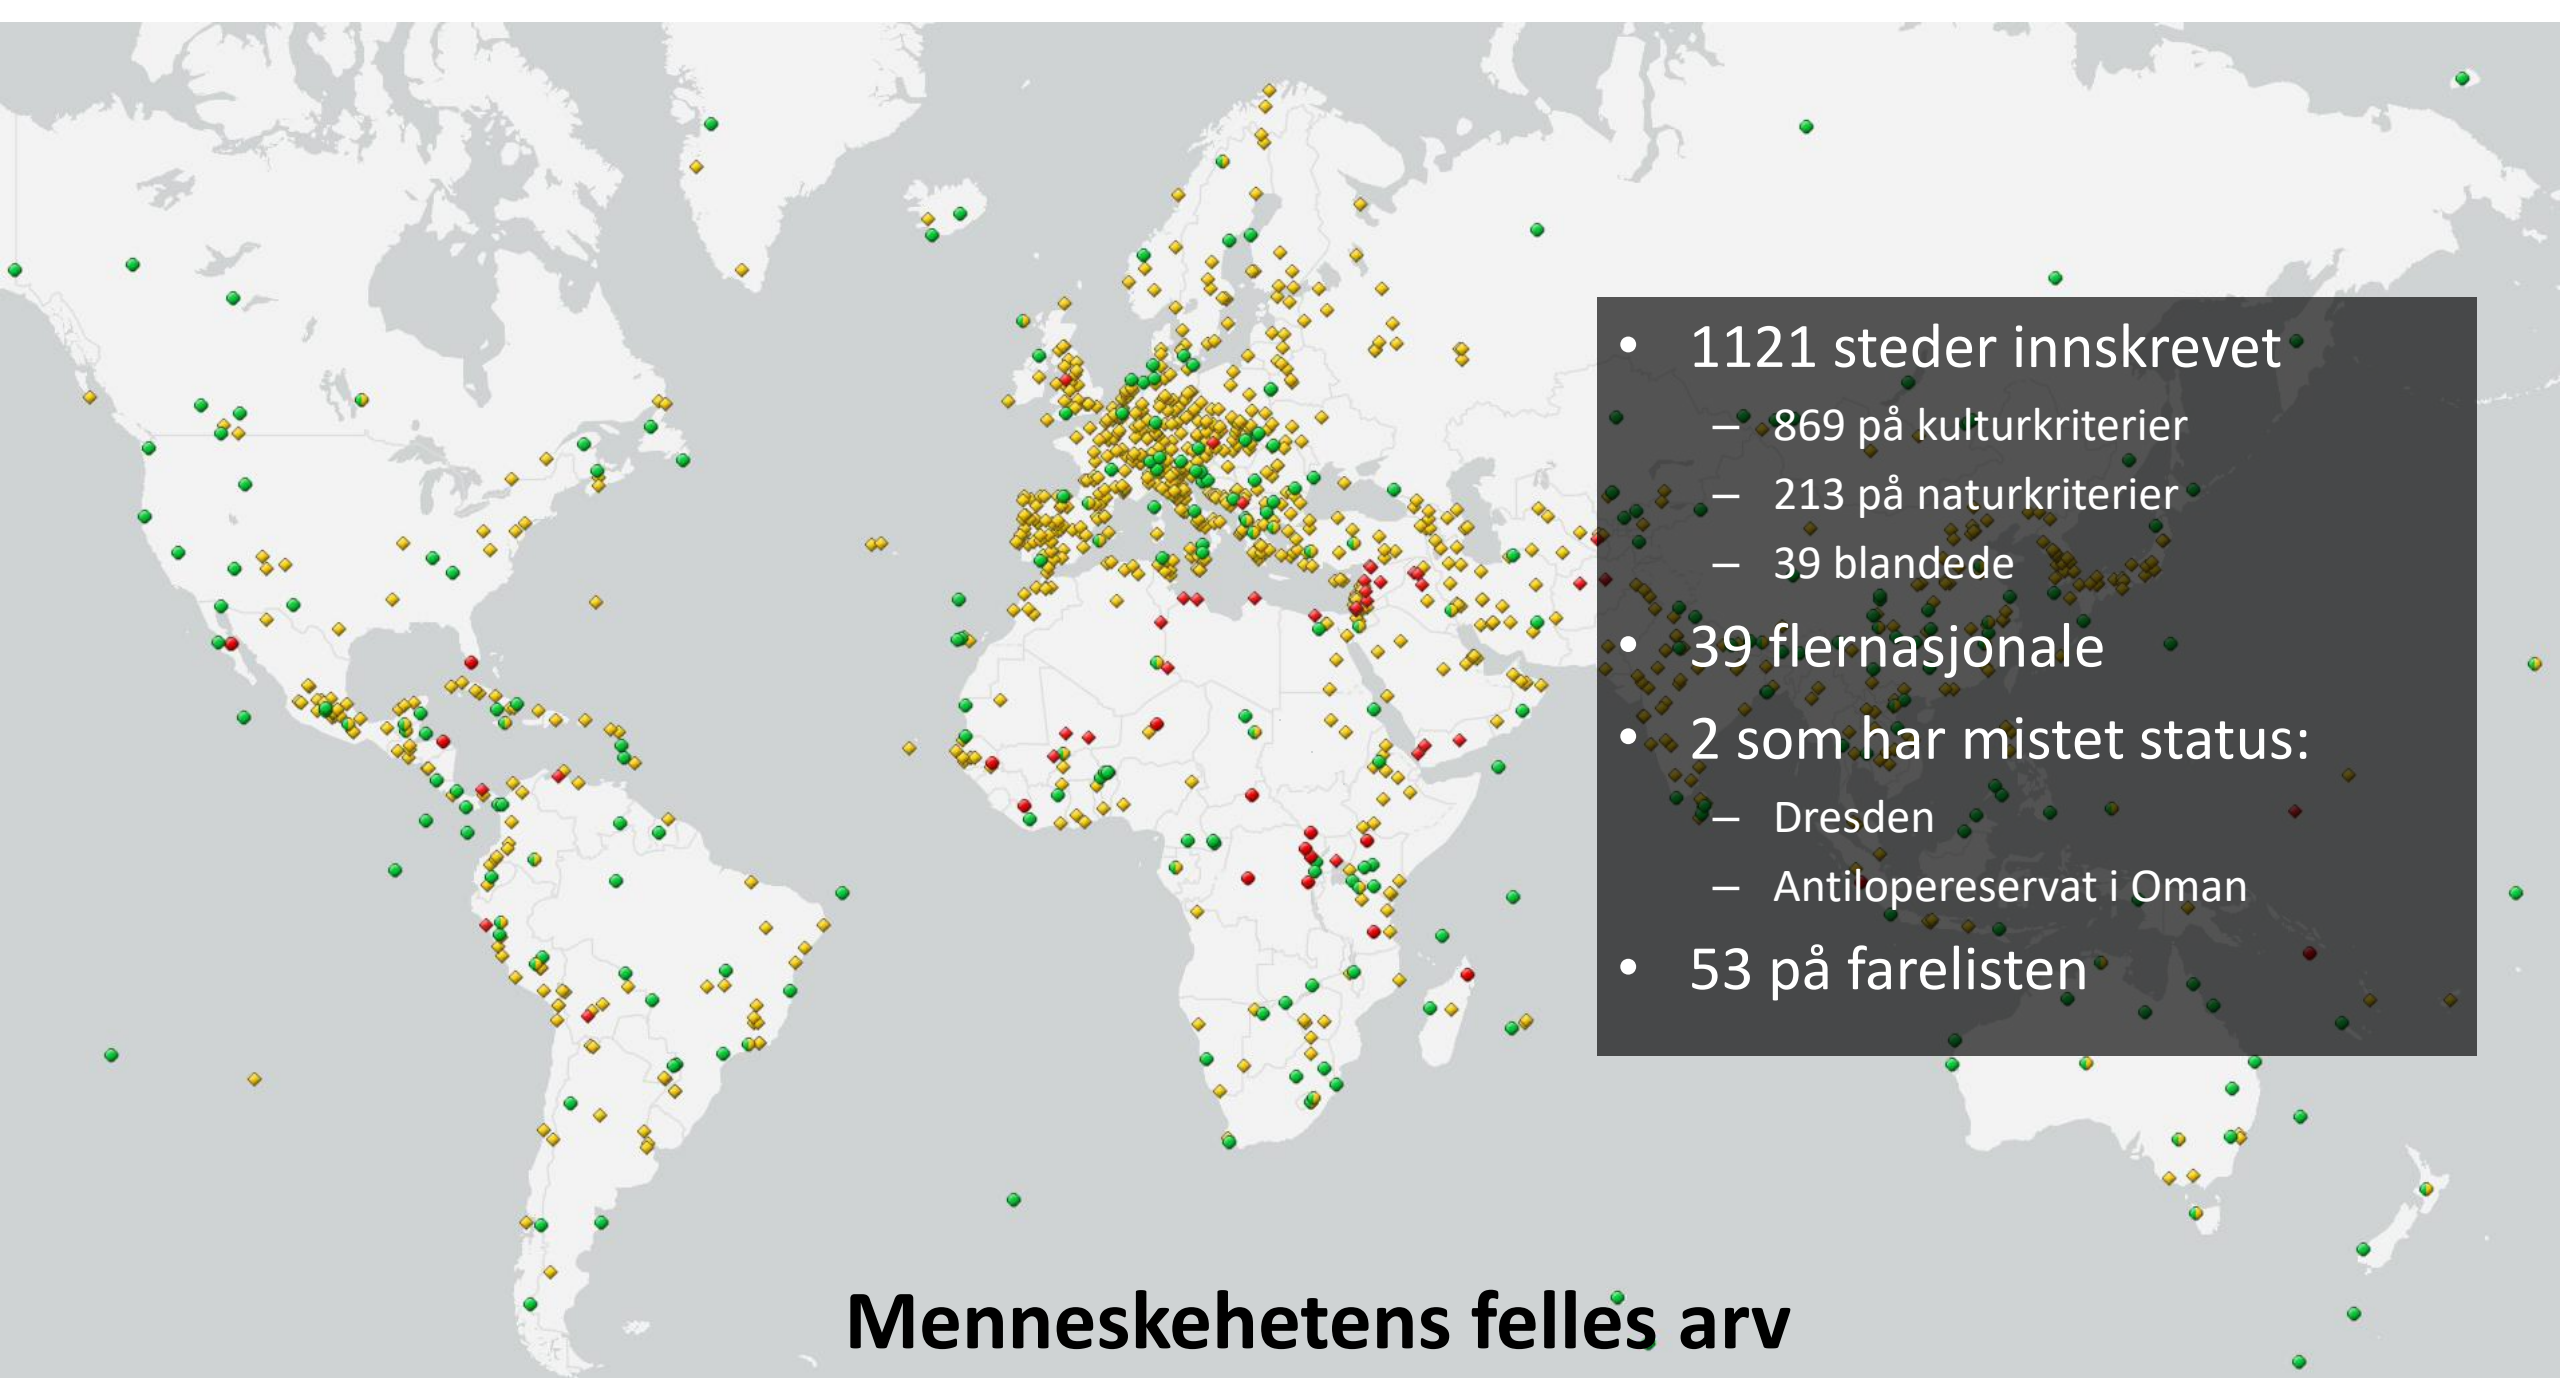 • 1121 steder innskrevet
– 869 på kulturkriterier
– 213 på naturkriterier
– 39 blandede
• 39 flernasjonale
• 2 som har mistet status:
– Dresden
– Antilopereservat i Oman
• 53 på farelisten
Menneskehetens felles arv